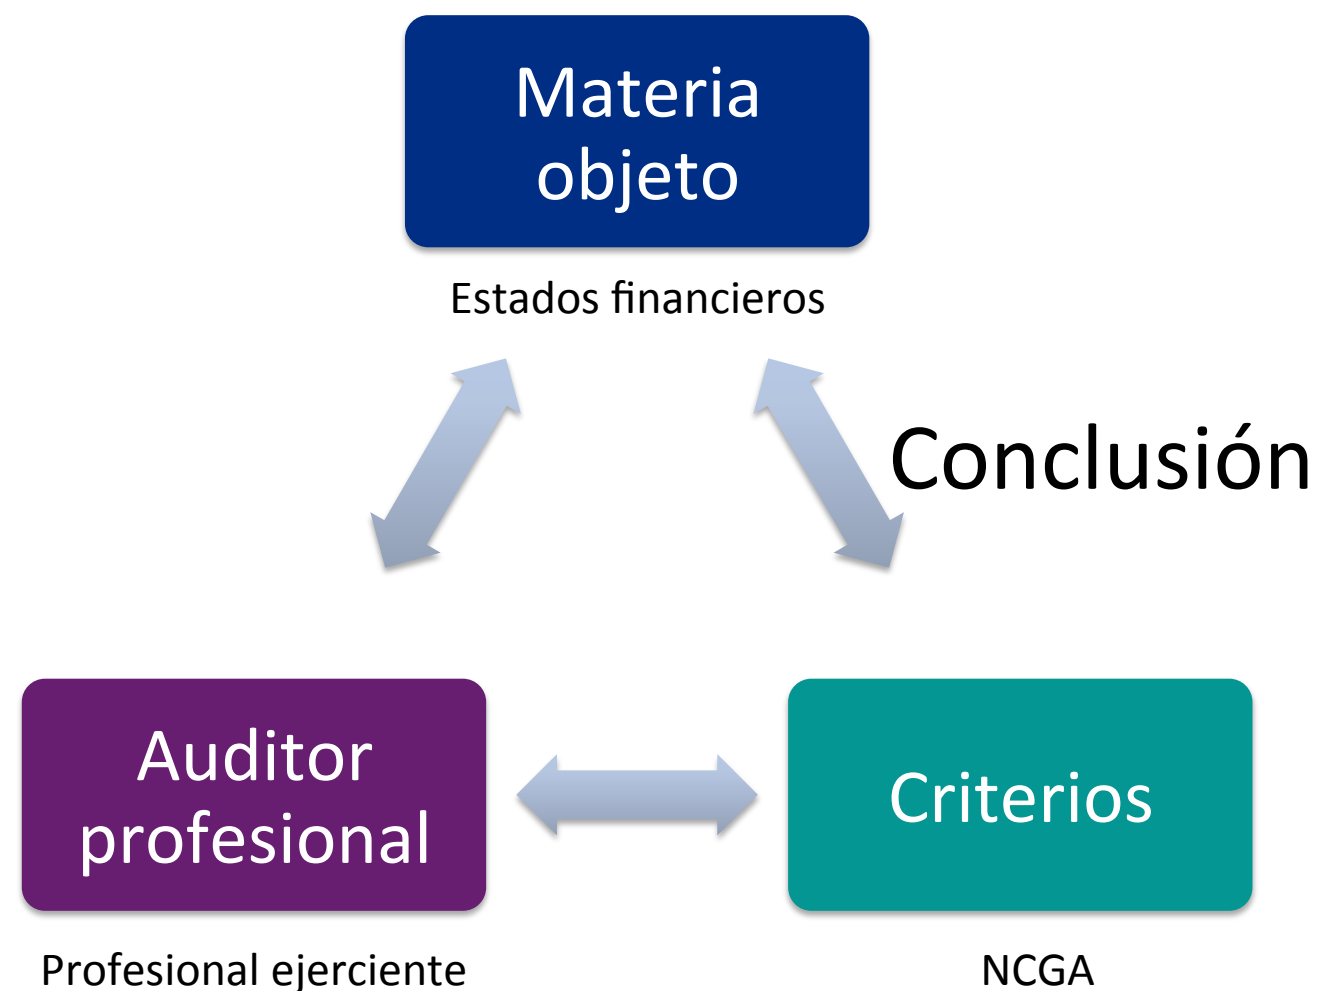 Materia
objeto
Estados financieros
Conclusión
Auditor
profesional
Criterios
Profesional ejerciente
NCGA